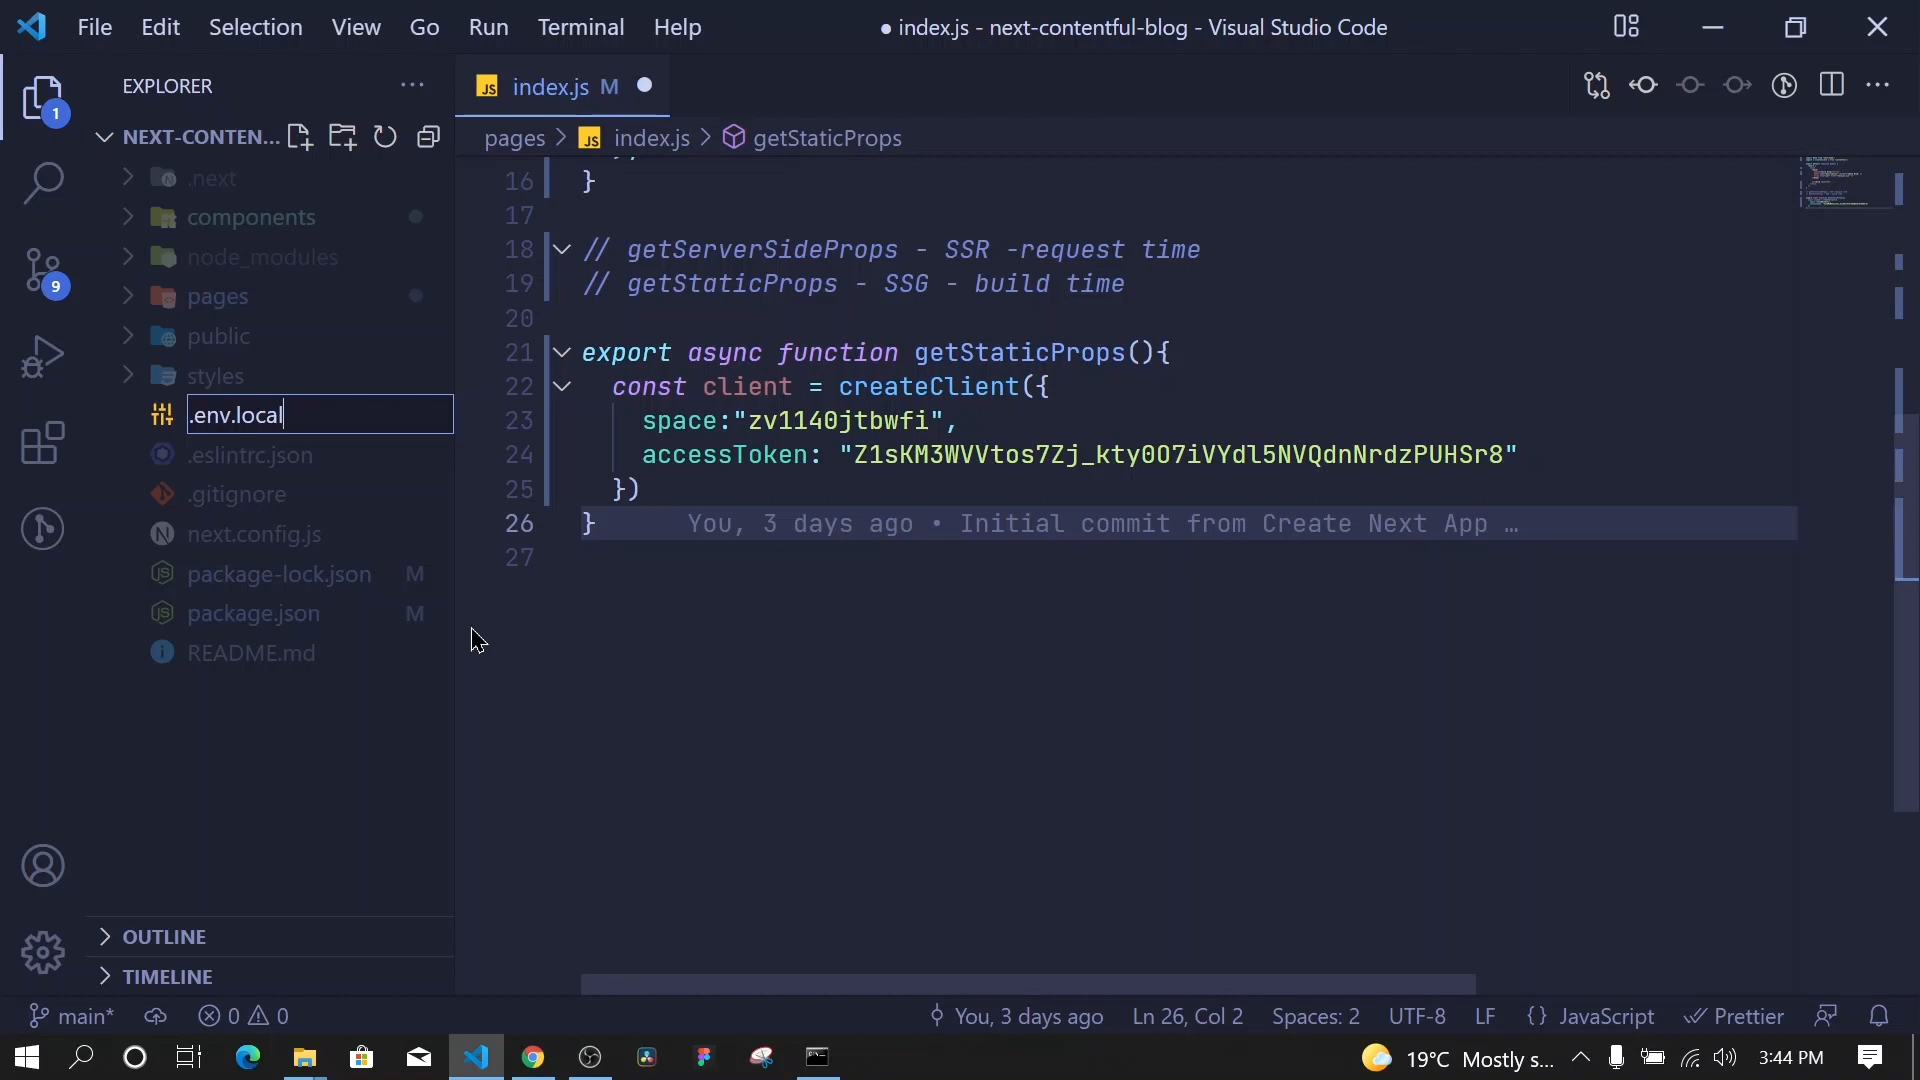 File Edit Selection View Go Run Terminal Help
● index.js - next-contentful-blog - Visual Studio Code
EXPLORER
1
NEXT-CONTEN...
.next
components
9
node_modules
pages
public
styles
.env.local
.eslintrc.json
.gitignore
next.config.js
package-lock.json M
package.json M
README.md
OUTLINE
TIMELINE
JS index.js M
pages > JS index.js > getStaticProps
16 }
17
18 // getServerSideProps - SSR -request time
19 // getStaticProps - SSG - build time
20
21 export async function getStaticProps(){
22 const client = createClient({
23 space:"zv1140jtbwfi",
24 accessToken: "Z1sKM3WVVtos7Zj_kty0O7iVYdl5NVQdnNrdzPUHSr8"
25 })
26 } You, 3 days ago • Initial commit from Create Next App …
27
main* 0 0 You, 3 days ago Ln 26, Col 2 Spaces: 2 UTF-8 LF {} JavaScript Prettier
19°C Mostly s... 3:44 PM